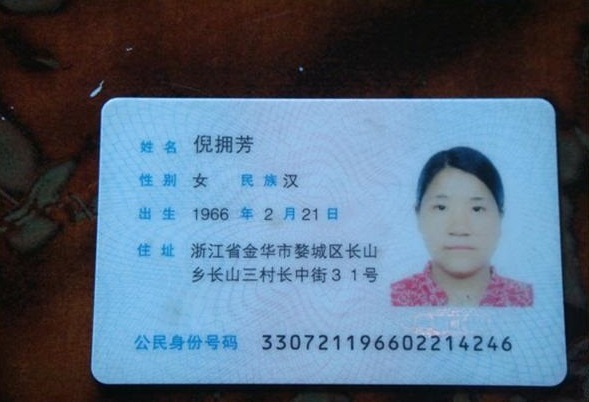 姓名 倪拥芳
性别 女 民族 汉
出生 1966 年 2 月 21 日
住址 浙江省金华市婺城区长山
乡长山三村长中街31号
公民身份号码 330721196602214246